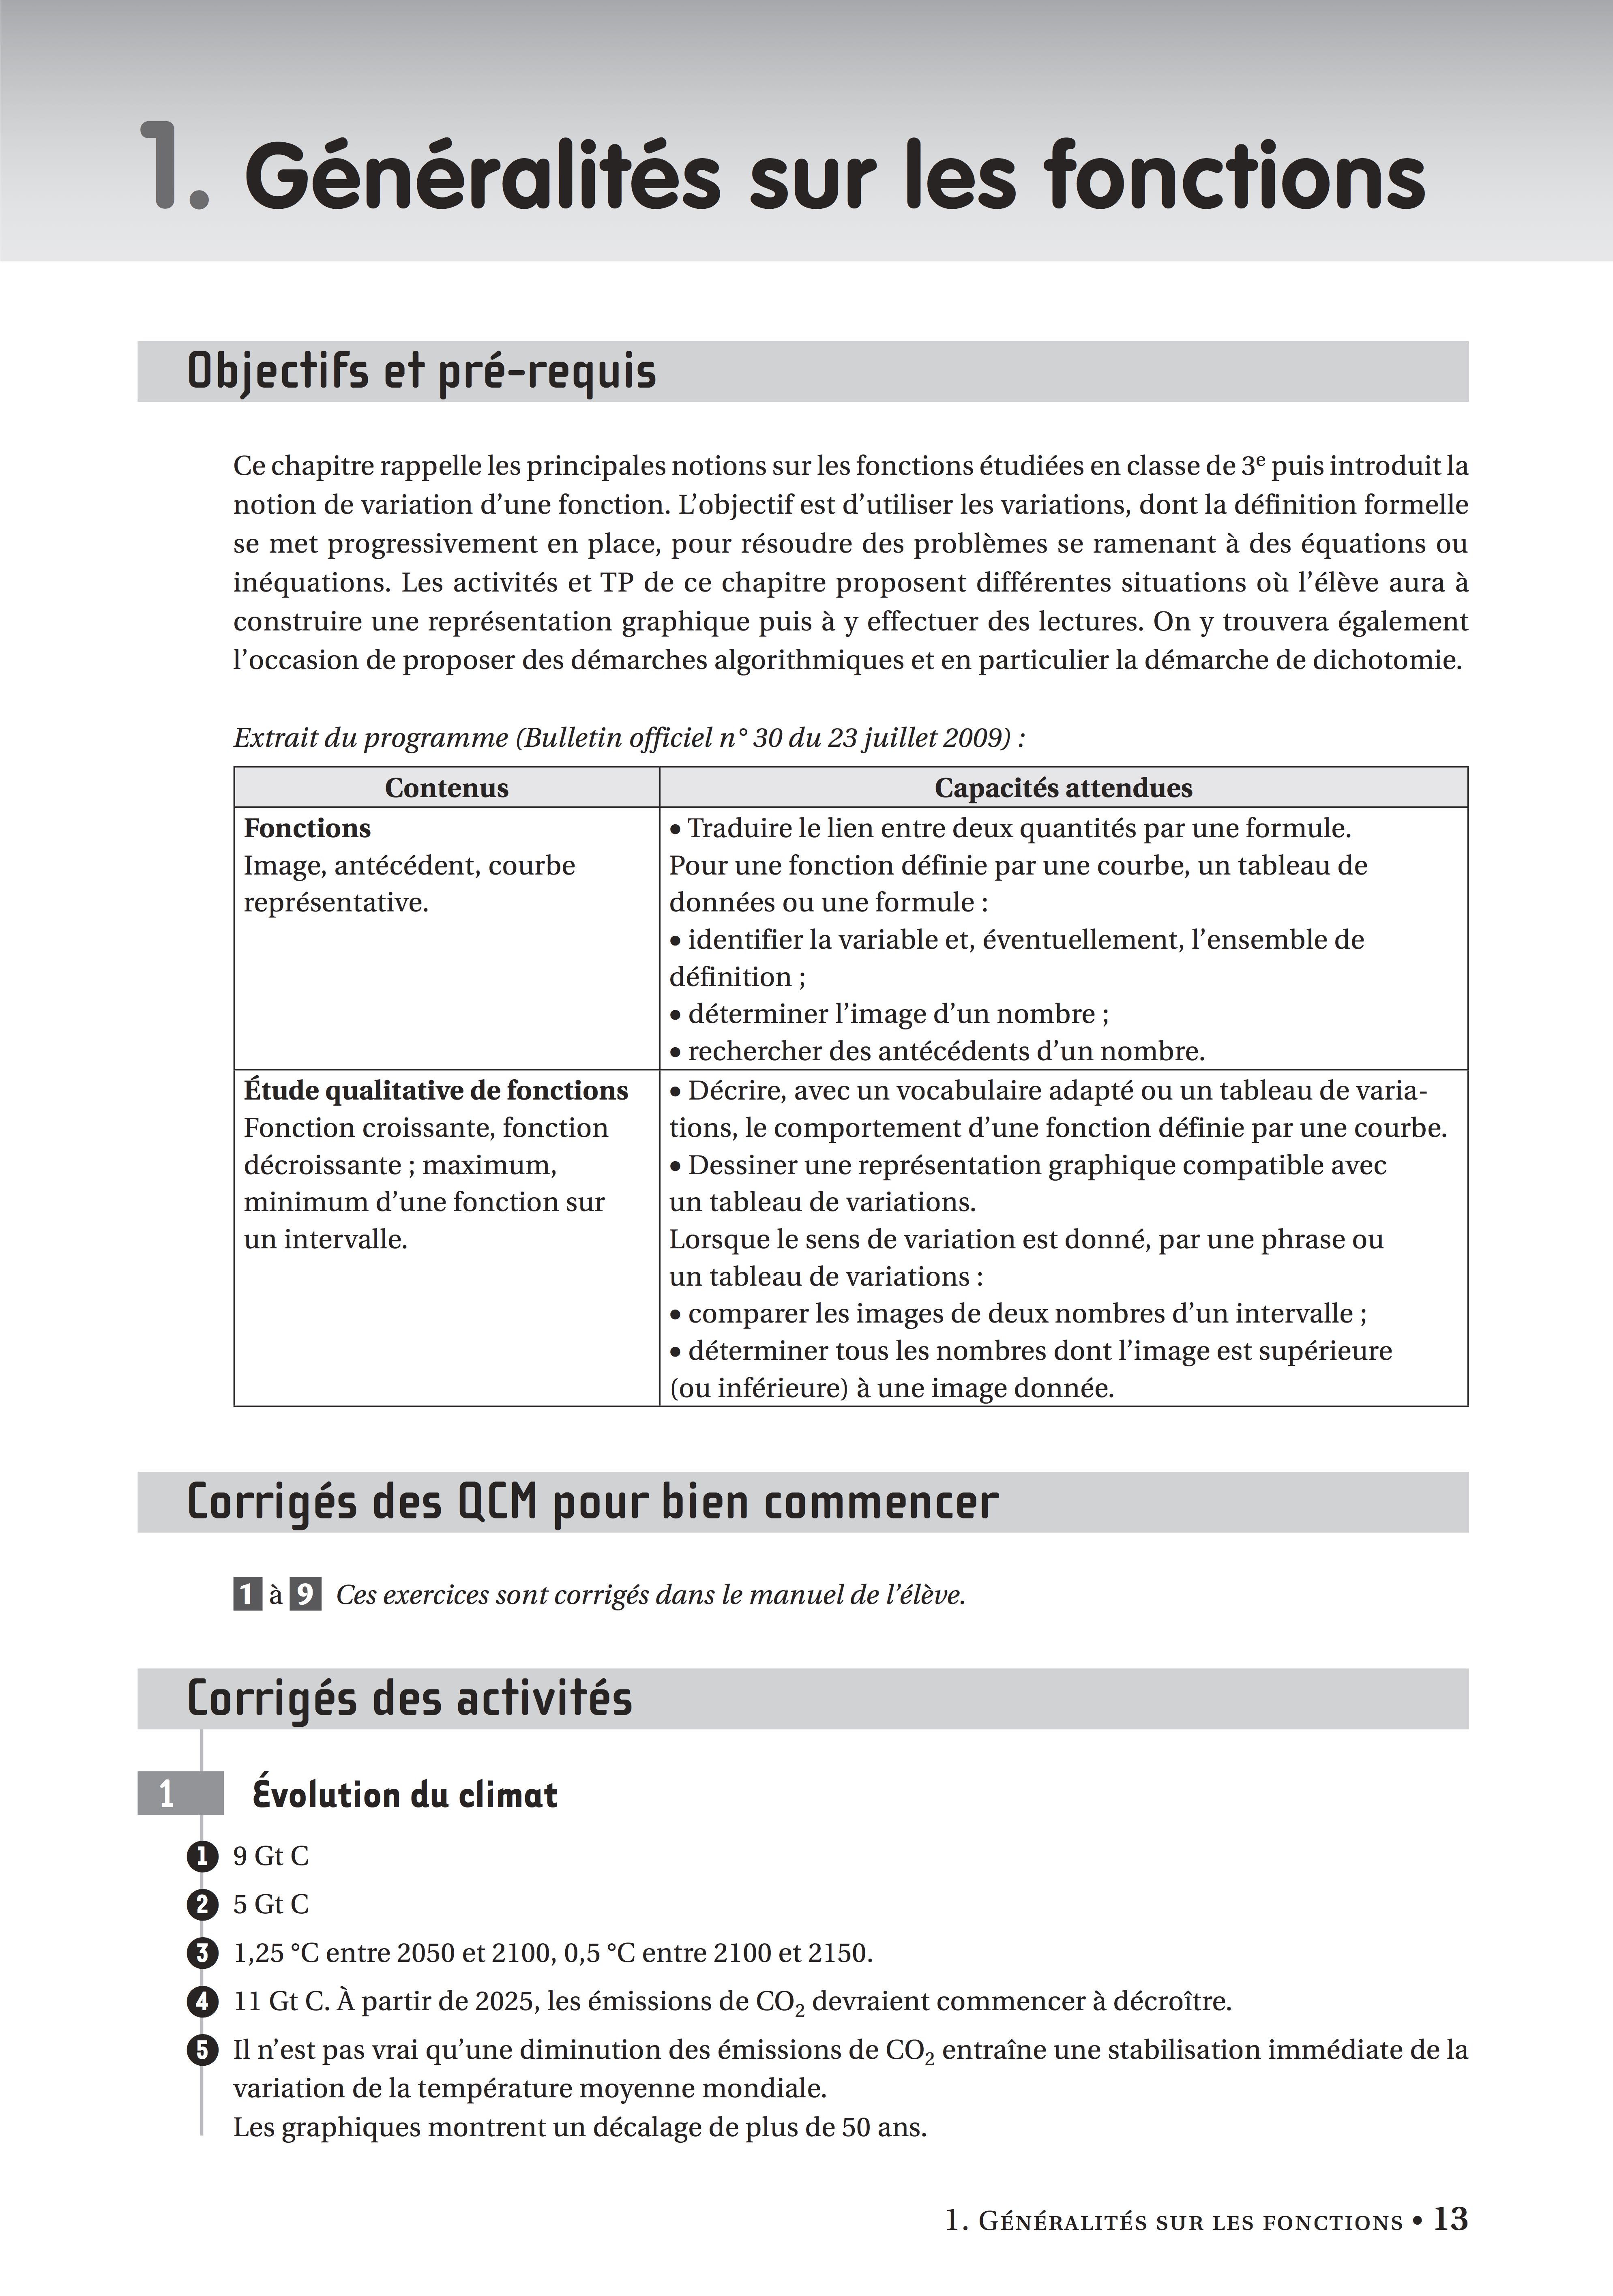 1. Généralités sur les fonctions
Objectifs et pré-requis
Ce chapitre rappelle les principales notions sur les fonctions étudiées en classe de 3e puis introduit la
notion de variation d’une fonction. L’objectif est d’utiliser les variations, dont la définition formelle
se met progressivement en place, pour résoudre des problèmes se ramenant à des équations ou
inéquations. Les activités et TP de ce chapitre proposent différentes situations où l’élève aura à
construire une représentation graphique puis à y effectuer des lectures. On y trouvera également
l’occasion de proposer des démarches algorithmiques et en particulier la démarche de dichotomie.
Extrait du programme (Bulletin officiel n° 30 du 23 juillet 2009) :
Contenus
Capacités attendues
Fonctions
Image, antécédent, courbe
représentative.
• Traduire le lien entre deux quantités par une formule.
Pour une fonction définie par une courbe, un tableau de
données ou une formule :
• identifier la variable et, éventuellement, l’ensemble de
définition ;
• déterminer l’image d’un nombre ;
• rechercher des antécédents d’un nombre.
Étude qualitative de fonctions
Fonction croissante, fonction
décroissante ; maximum,
minimum d’une fonction sur
un intervalle.
• Décrire, avec un vocabulaire adapté ou un tableau de varia-
tions, le comportement d’une fonction définie par une courbe.
• Dessiner une représentation graphique compatible avec
un tableau de variations.
Lorsque le sens de variation est donné, par une phrase ou
un tableau de variations :
• comparer les images de deux nombres d’un intervalle ;
• déterminer tous les nombres dont l’image est supérieure
(ou inférieure) à une image donnée.
Corrigés des QCM pour bien commencer
1 à 9 Ces exercices sont corrigés dans le manuel de l’élève.
Corrigés des activités
1 Évolution du climat
1 9 Gt C
2 5 Gt C
3 1,25 °C entre 2050 et 2100, 0,5 °C entre 2100 et 2150.
4 11 Gt C. À partir de 2025, les émissions de CO2 devraient commencer à décroître.
5 Il n’est pas vrai qu’une diminution des émissions de CO2 entraîne une stabilisation immédiate de la
variation de la température moyenne mondiale.
Les graphiques montrent un décalage de plus de 50 ans.
1. Généralités sur les fonctions • 13